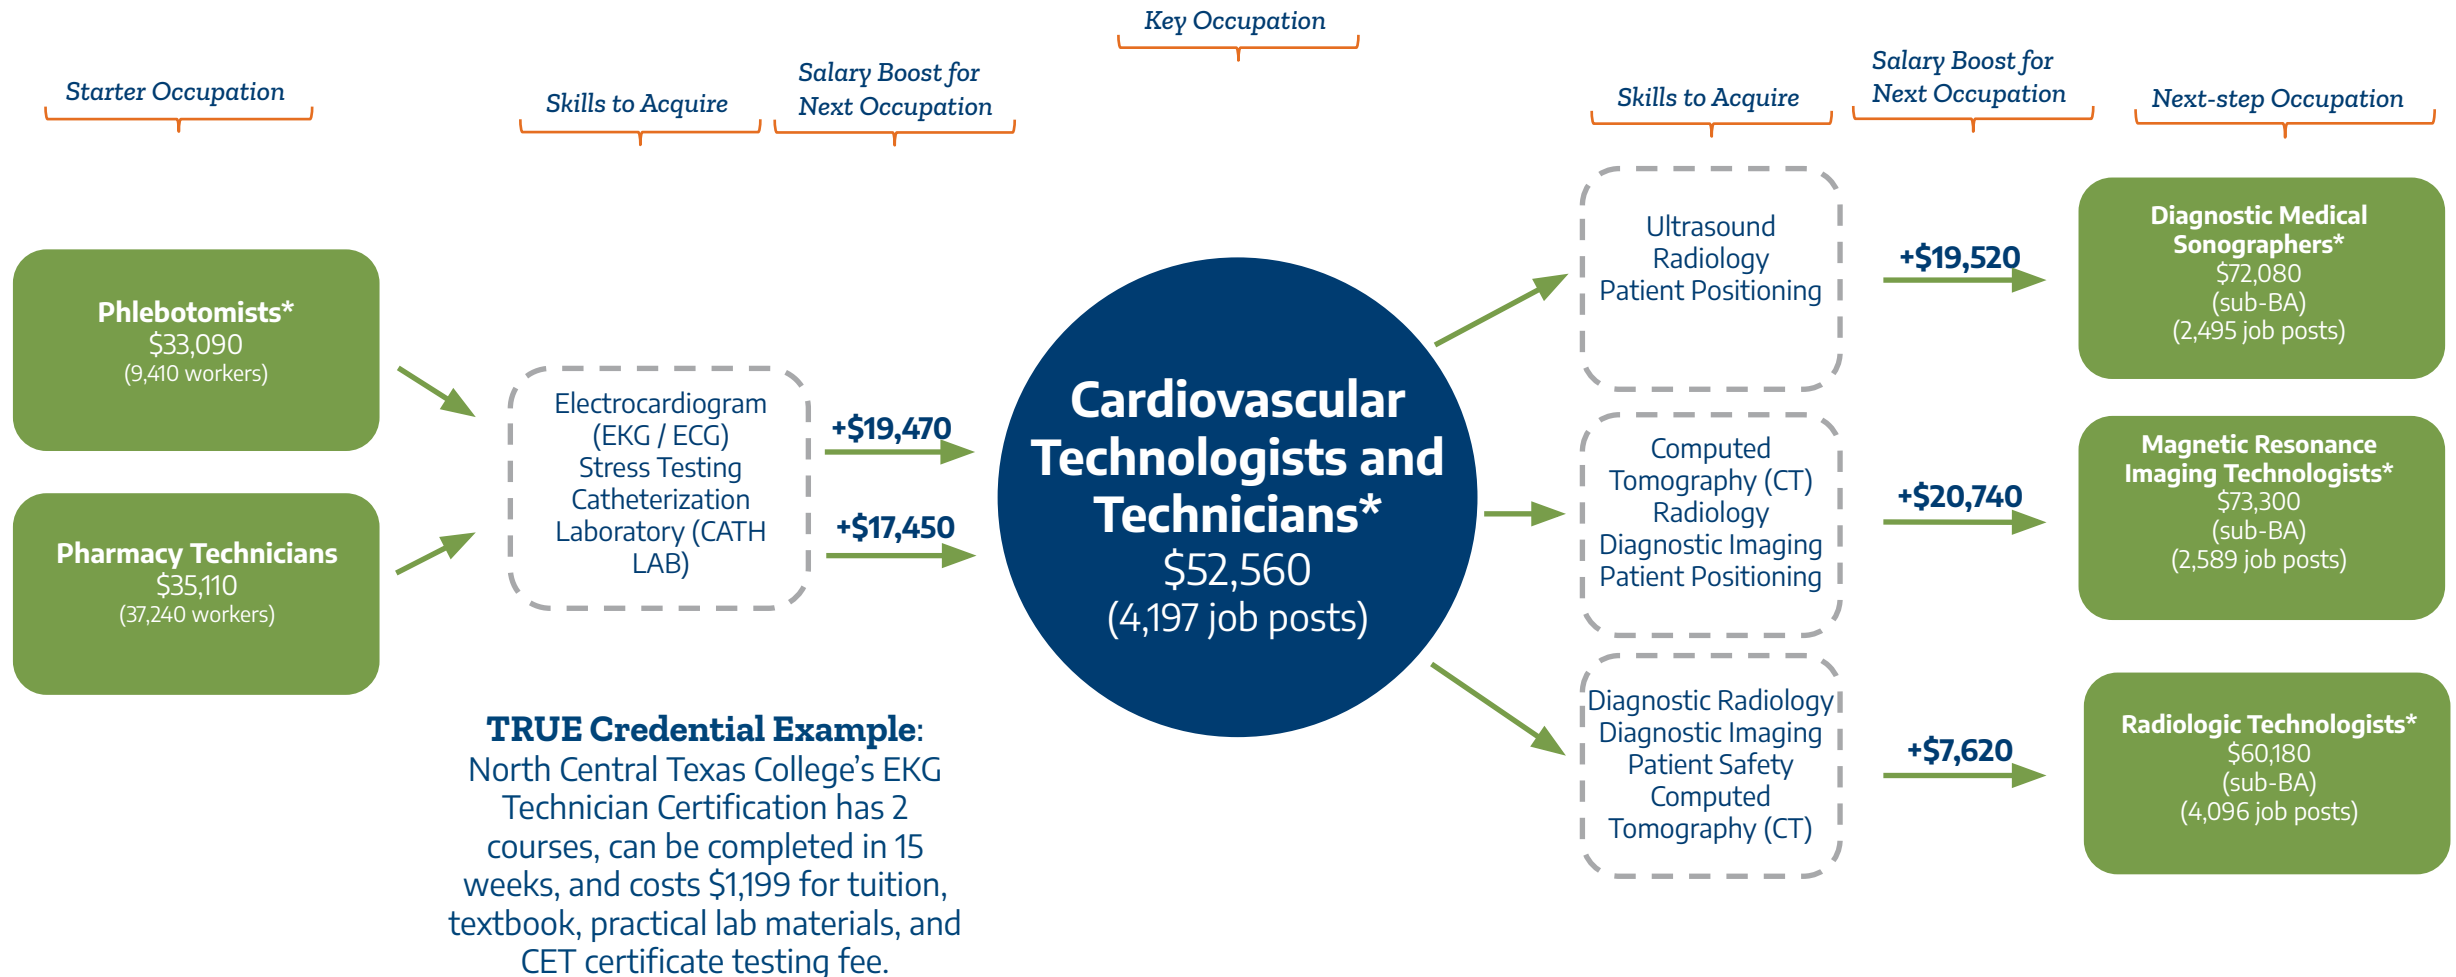 Key Occupation
Starter Occupation
Skills to Acquire
Salary Boost for
Next Occupation
Skills to Acquire
Salary Boost for
Next Occupation
Next-step Occupation
Phlebotomists*
$33,090
(9,410 workers)
Pharmacy Technicians
$35,110
(37,240 workers)
Electrocardiogram
(EKG / ECG)
Stress Testing
Catheterization
Laboratory (CATH
LAB)
+$19,470
+$17,450
TRUE Credential Example:
North Central Texas College’s EKG
Technician Certification has 2
courses, can be completed in 15
weeks, and costs $1,199 for tuition,
textbook, practical lab materials, and
CET certificate testing fee.
Cardiovascular
Technologists and
Technicians*
$52,560
(4,197 job posts)
Ultrasound
Radiology
Patient Positioning
+$19,520
Diagnostic Medical
Sonographers*
$72,080
(sub-BA)
(2,495 job posts)
Computed
Tomography (CT)
Radiology
Diagnostic Imaging
Patient Positioning
+$20,740
Magnetic Resonance
Imaging Technologists*
$73,300
(sub-BA)
(2,589 job posts)
Diagnostic Radiology
Diagnostic Imaging
Patient Safety
Computed
Tomography (CT)
+$7,620
Radiologic Technologists*
$60,180
(sub-BA)
(4,096 job posts)